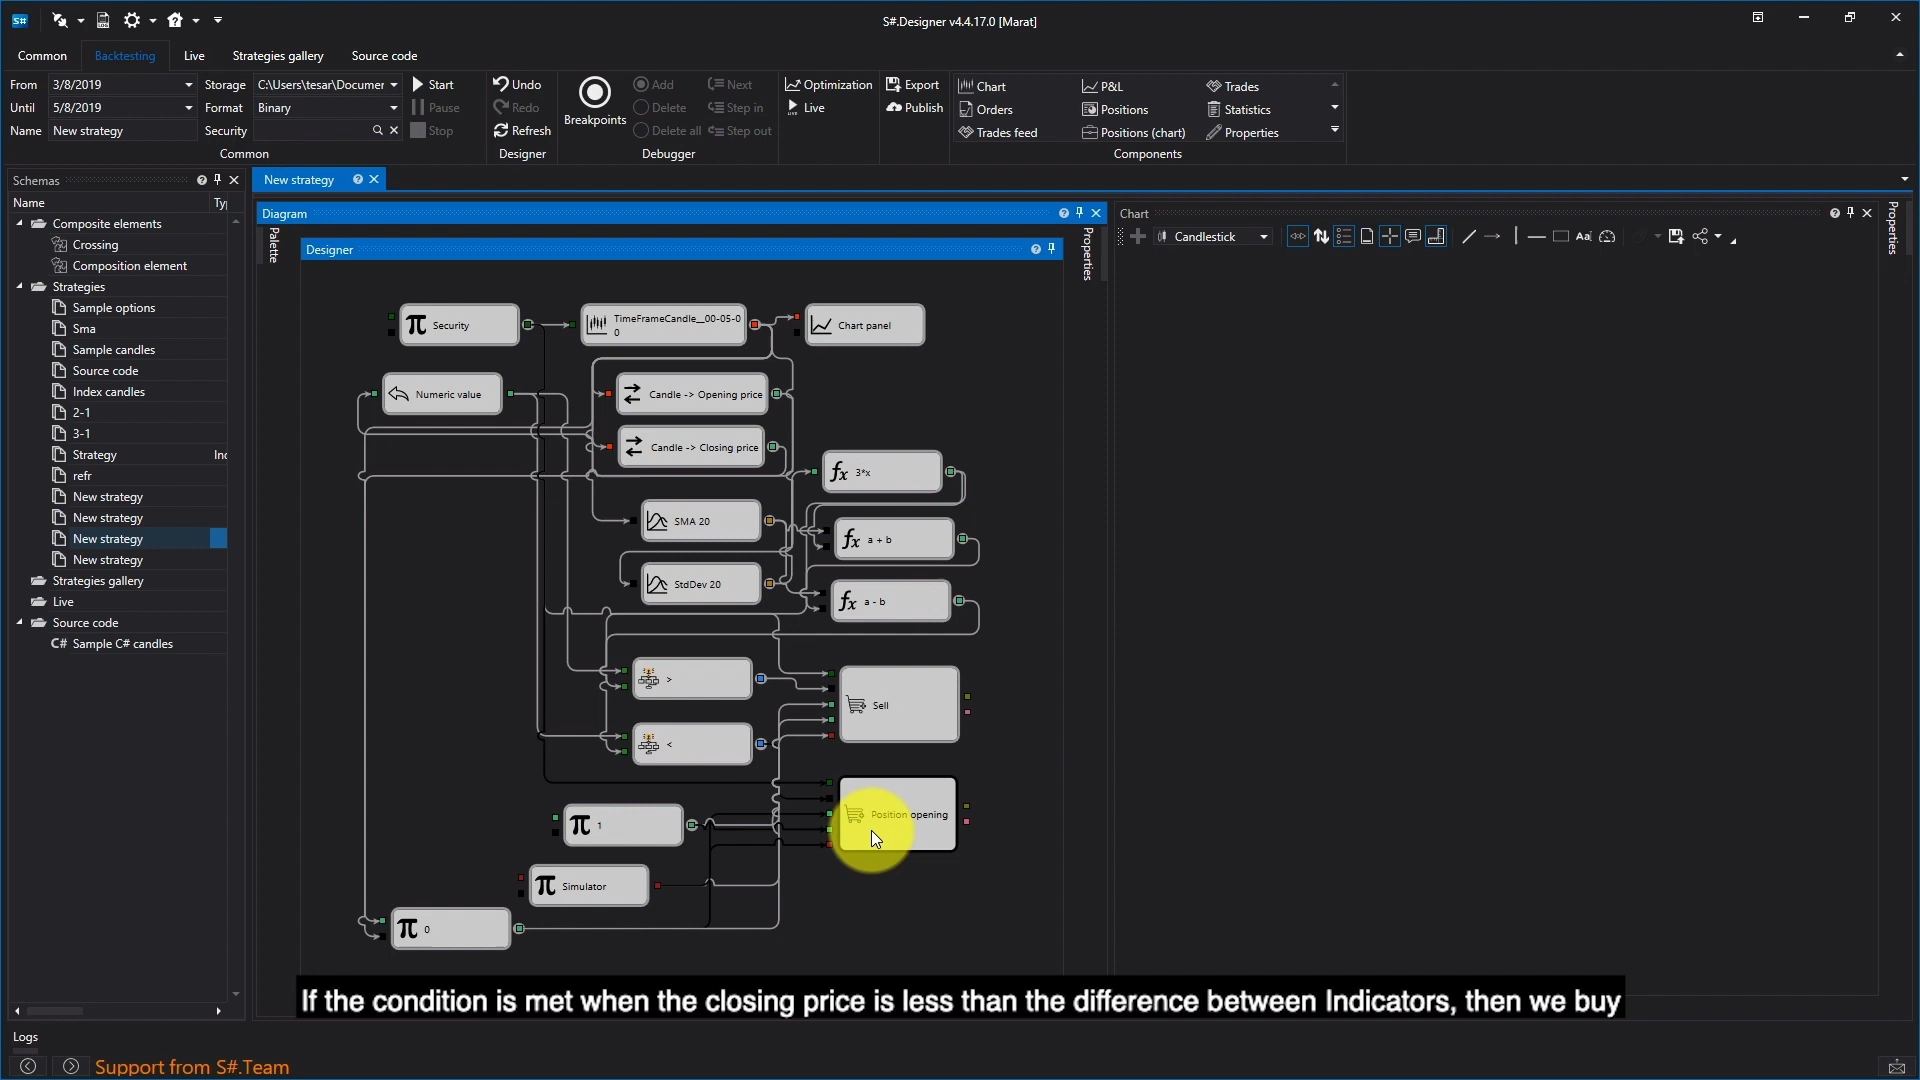 S#
S#.Designer v4.4.17.0 [Marat]
Common
Backtesting
Live
Strategies gallery
Source code
From 3/8/2019
Storage C:\Users\tesar\Documer
Start
Until 5/8/2019
Format Binary
Pause
Name New strategy
Security
Stop
Common
Undo
Redo
Refresh
Designer
Breakpoints
Add
Delete
Delete all
Next
Step in
Step out
Debugger
Optimization
Live
Export
Publish
Chart
P&L
Trades
Orders
Positions
Statistics
Trades feed
Positions (chart)
Properties
Components
Schemas
Name
Composite elements
Crossing
Composition element
Strategies
Sample options
Sma
Sample candles
Source code
Index candles
2-1
3-1
Strategy
refr
New strategy
New strategy
New strategy
New strategy
Strategies gallery
Live
Source code
C# Sample C# candles
New strategy
Diagram
Palette
Designer
Properties
Security
TimeFrameCandle__00-05-0
0
Chart panel
Numeric value
Candle -> Opening price
Candle -> Closing price
fx 3*x
SMA 20
fx a + b
StdDev 20
fx a - b
>
<
Sell
Position opening
π 1
π Simulator
π 0
Chart
Candlestick
Aa
Properties
If the condition is met when the closing price is less than the difference between Indicators, then we buy
Logs
Support from S#.Team